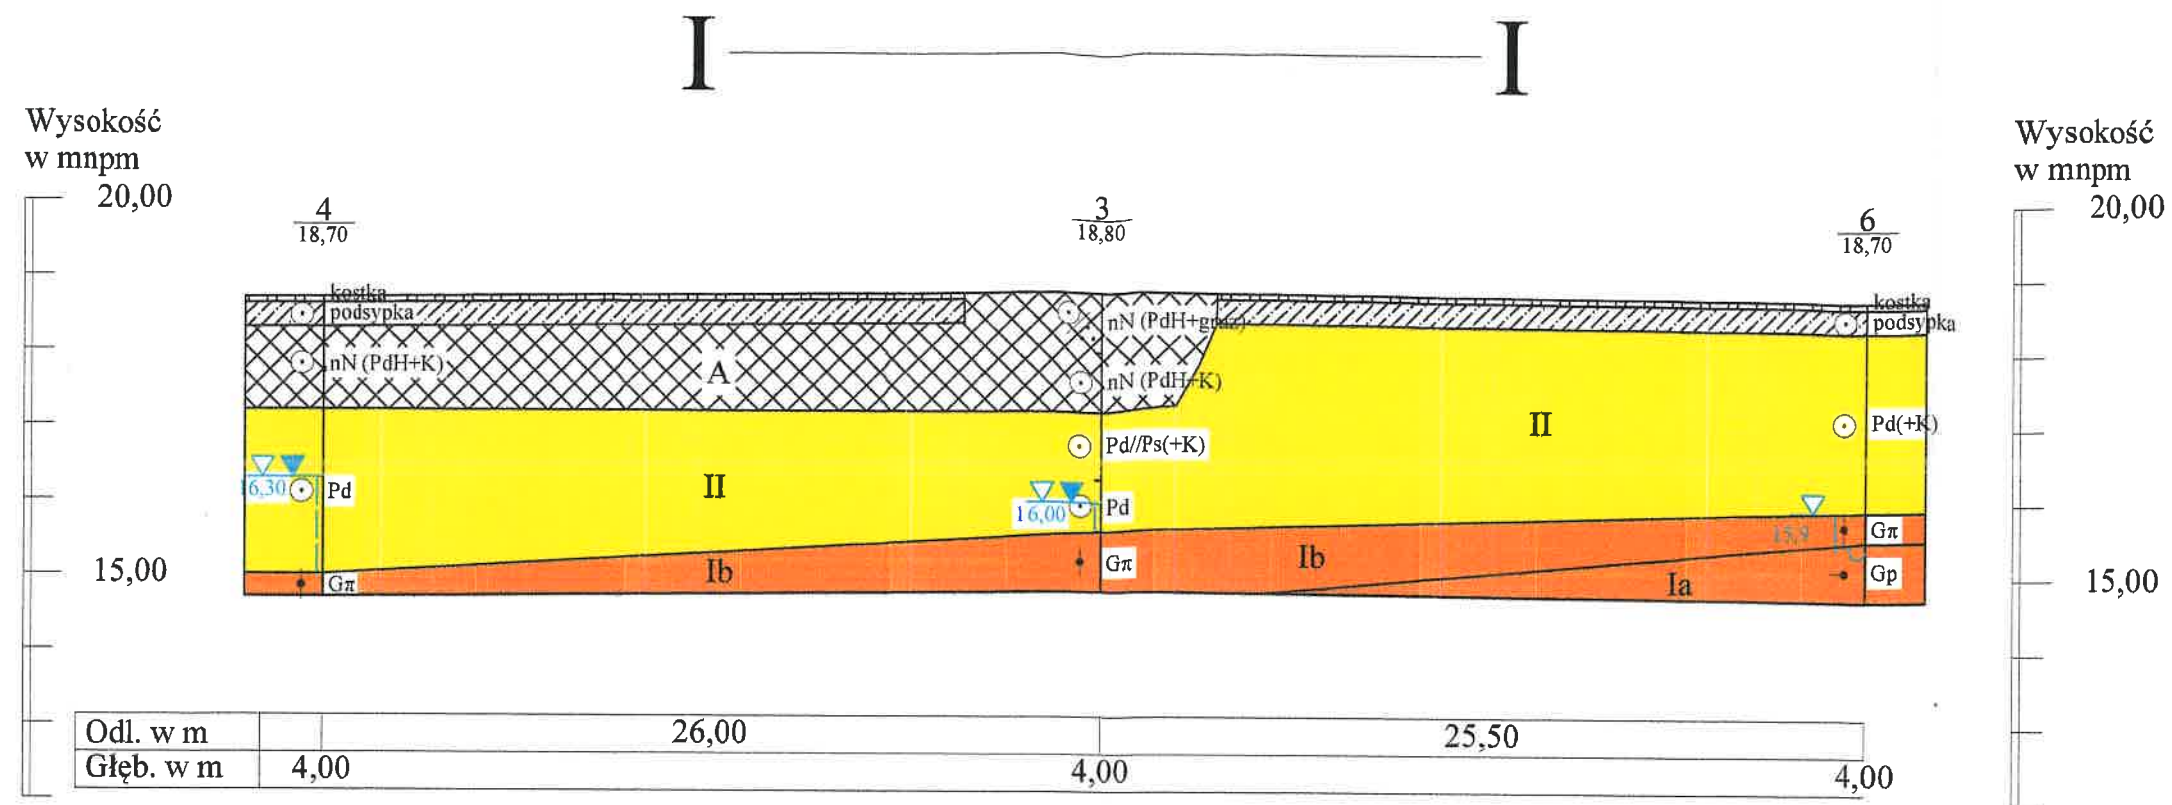 I I
Wysokość
w mnpm
Wysokość
w mnpm
20,00
20,00
4
18,70
3
18,80
6
18,70
kostka
podsypka
nN (PdH+K)
A
nN (PdH+gruz)
nN (PdH+K)
kostka
podsypka
II
Pd(+K)
Pd//Ps(+K)
16,30
Pd
II
16,00
Pd
15,9
Gπ
15,00
Gπ
Ib
Gπ
Ib
Ia
Gp
15,00
Odl. w m 26,00 25,50
Głęb. w m 4,00 4,00 4,00